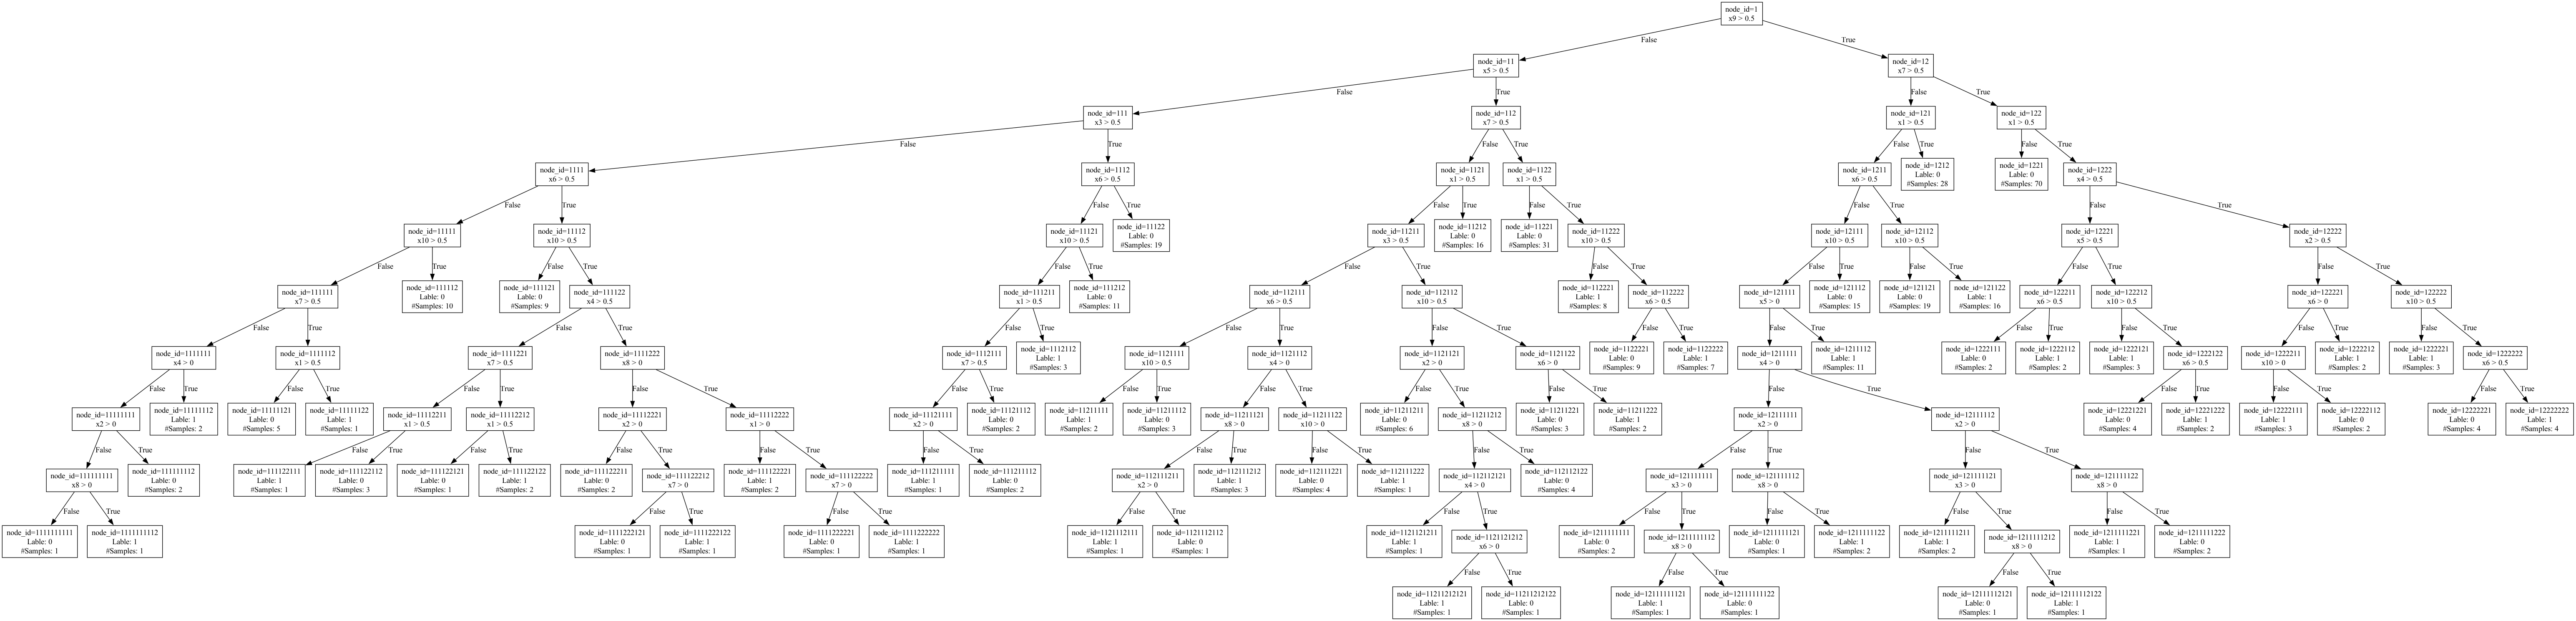 node_id=1
x9 > 0.5
False
True
node_id=11
x5 > 0.5
node_id=12
x7 > 0.5
False
True
False
True
node_id=111
x3 > 0.5
node_id=112
x7 > 0.5
node_id=121
x1 > 0.5
node_id=122
x1 > 0.5
False
True
False
True
False
True
False
True
node_id=1111
x6 > 0.5
node_id=1112
x6 > 0.5
node_id=1121
x1 > 0.5
node_id=1122
x1 > 0.5
node_id=1211
x6 > 0.5
node_id=1212
Lable: 0
#Samples: 28
node_id=1221
Lable: 0
#Samples: 70
node_id=1222
x4 > 0.5
False
True
False
True
False
True
False
True
False
True
False
True
node_id=11111
x10 > 0.5
node_id=11112
x10 > 0.5
node_id=11121
x10 > 0.5
node_id=11122
Lable: 0
#Samples: 19
node_id=11211
x3 > 0.5
node_id=11212
Lable: 0
#Samples: 16
node_id=11221
Lable: 0
#Samples: 31
node_id=11222
x10 > 0.5
node_id=12111
x10 > 0.5
node_id=12112
x10 > 0.5
node_id=12221
x5 > 0.5
node_id=12222
x2 > 0.5
False
True
False
True
False
True
False
True
False
True
False
True
False
True
False
True
False
True
node_id=111111
x7 > 0.5
node_id=111112
Lable: 0
#Samples: 10
node_id=111121
Lable: 0
#Samples: 9
node_id=111122
x4 > 0.5
node_id=111211
x1 > 0.5
node_id=111212
Lable: 0
#Samples: 11
node_id=112111
x6 > 0.5
node_id=112112
x10 > 0.5
node_id=112221
Lable: 1
#Samples: 8
node_id=112222
x6 > 0.5
node_id=121111
x5 > 0
node_id=121112
Lable: 0
#Samples: 15
node_id=121121
Lable: 0
#Samples: 19
node_id=121122
Lable: 1
#Samples: 16
node_id=122211
x6 > 0.5
node_id=122212
x10 > 0.5
node_id=122221
x6 > 0
node_id=122222
x10 > 0.5
False
True
False
True
False
True
False
True
False
True
False
True
False
True
False
True
False
True
False
True
False
True
node_id=1111111
x4 > 0
node_id=1111112
x1 > 0.5
node_id=1111221
x7 > 0.5
node_id=1111222
x8 > 0
node_id=1112111
x7 > 0.5
node_id=1112112
Lable: 1
#Samples: 3
node_id=1121111
x10 > 0.5
node_id=1121112
x4 > 0
node_id=1121121
x2 > 0
node_id=1121122
x6 > 0
node_id=1122221
Lable: 0
#Samples: 9
node_id=1122222
Lable: 1
#Samples: 7
node_id=1211111
x4 > 0
node_id=1211112
Lable: 1
#Samples: 11
node_id=1222111
Lable: 0
#Samples: 2
node_id=1222112
Lable: 1
#Samples: 2
node_id=1222121
Lable: 1
#Samples: 3
node_id=1222122
x6 > 0.5
node_id=1222211
x10 > 0
node_id=1222212
Lable: 1
#Samples: 2
node_id=1222221
Lable: 1
#Samples: 3
node_id=1222222
x6 > 0.5
False
True
False
True
False
True
False
True
False
True
False
True
False
True
False
True
False
True
False
True
False
True
False
True
False
True
node_id=11111111
x2 > 0
node_id=11111112
Lable: 1
#Samples: 2
node_id=11111121
Lable: 0
#Samples: 5
node_id=11111122
Lable: 1
#Samples: 1
node_id=11112211
x1 > 0.5
node_id=11112212
x1 > 0.5
node_id=11112221
x2 > 0
node_id=11112222
x1 > 0
node_id=11121111
x2 > 0
node_id=11121112
Lable: 0
#Samples: 2
node_id=11211111
Lable: 1
#Samples: 2
node_id=11211112
Lable: 0
#Samples: 3
node_id=11211121
x8 > 0
node_id=11211122
x10 > 0
node_id=11211211
Lable: 0
#Samples: 6
node_id=11211212
x8 > 0
node_id=11211221
Lable: 0
#Samples: 3
node_id=11211222
Lable: 1
#Samples: 2
node_id=12111111
x2 > 0
node_id=12111112
x2 > 0
node_id=12221221
Lable: 0
#Samples: 4
node_id=12221222
Lable: 1
#Samples: 2
node_id=12222111
Lable: 1
#Samples: 3
node_id=12222112
Lable: 0
#Samples: 2
node_id=12222221
Lable: 0
#Samples: 4
node_id=12222222
Lable: 1
#Samples: 4
False
True
False
True
False
True
False
True
False
True
False
True
False
True
False
True
False
True
False
True
False
True
node_id=111111111
x8 > 0
node_id=111111112
Lable: 0
#Samples: 2
node_id=111122111
Lable: 1
#Samples: 1
node_id=111122112
Lable: 0
#Samples: 3
node_id=111122121
Lable: 0
#Samples: 1
node_id=111122122
Lable: 1
#Samples: 2
node_id=111122211
Lable: 0
#Samples: 2
node_id=111122212
x7 > 0
node_id=111122221
Lable: 1
#Samples: 2
node_id=111122222
x7 > 0
node_id=111211111
Lable: 1
#Samples: 1
node_id=111211112
Lable: 0
#Samples: 2
node_id=112111211
x2 > 0
node_id=112111212
Lable: 1
#Samples: 3
node_id=112111221
Lable: 0
#Samples: 4
node_id=112111222
Lable: 1
#Samples: 1
node_id=112112121
x4 > 0
node_id=112112122
Lable: 0
#Samples: 4
node_id=121111111
x3 > 0
node_id=121111112
x8 > 0
node_id=121111121
x3 > 0
node_id=121111122
x8 > 0
False
True
False
True
False
True
False
True
False
True
False
True
False
True
False
True
False
True
node_id=1111111111
Lable: 0
#Samples: 1
node_id=1111111112
Lable: 1
#Samples: 1
node_id=1111222121
Lable: 0
#Samples: 1
node_id=1111222122
Lable: 1
#Samples: 1
node_id=1111222221
Lable: 0
#Samples: 1
node_id=1111222222
Lable: 1
#Samples: 1
node_id=1121112111
Lable: 1
#Samples: 1
node_id=1121112112
Lable: 0
#Samples: 1
node_id=1121121211
Lable: 1
#Samples: 1
node_id=1121121212
x6 > 0
node_id=1211111111
Lable: 0
#Samples: 2
node_id=1211111112
x8 > 0
node_id=1211111121
Lable: 0
#Samples: 1
node_id=1211111122
Lable: 1
#Samples: 2
node_id=1211111211
Lable: 1
#Samples: 2
node_id=1211111212
x8 > 0
node_id=1211111221
Lable: 1
#Samples: 1
node_id=1211111222
Lable: 0
#Samples: 2
False
True
False
True
False
True
node_id=11211212121
Lable: 1
#Samples: 1
node_id=11211212122
Lable: 0
#Samples: 1
node_id=12111111121
Lable: 1
#Samples: 1
node_id=12111111122
Lable: 0
#Samples: 1
node_id=12111112121
Lable: 0
#Samples: 1
node_id=12111112122
Lable: 1
#Samples: 1